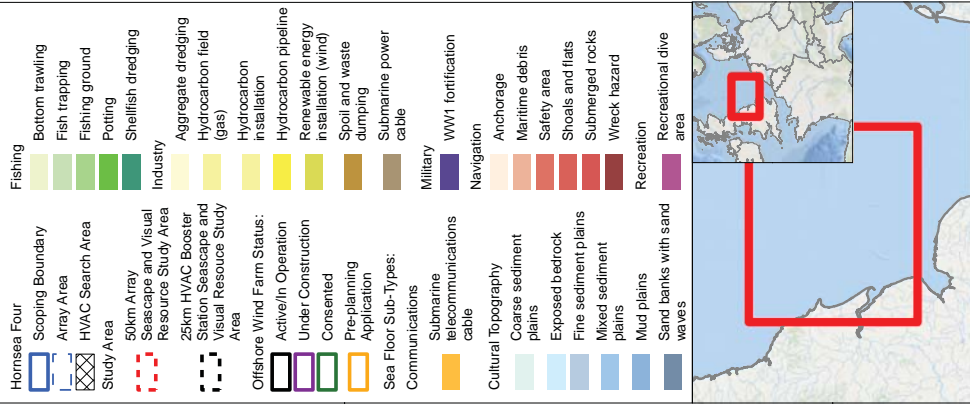 Hornsea Four
Scoping Boundary
Array Area
HVAC Search Area
Study Area
50km Array
Seascape and Visual
Resource Study Area
25km HVAC Booster
Station Seascape and
Visual Resouce Study
Area
Offshore Wind Farm Status:
Active/In Operation
Under Construction
Consented
Pre-planning
Application
Sea Floor Sub-Types:
Communications
Submarine
telecommunications
cable
Cultural Topography
Coarse sediment
plains
Exposed bedrock
Fine sediment plains
Mixed sediment
plains
Mud plains
Sand banks with sand
waves
Fishing
Bottom trawling
Fish trapping
Fishing ground
Potting
Shellfish dredging
Industry
Aggregate dredging
Hydrocarbon field
(gas)
Hydrocarbon
installation
Hydrocarbon pipeline
Renewable energy
installation (wind)
Spoil and waste
dumping
Submarine power
cable
Military
WW1 fortification
Navigation
Anchorage
Maritime debris
Safety area
Shoals and flats
Submerged rocks
Wreck hazard
Recreation
Recreational dive
area